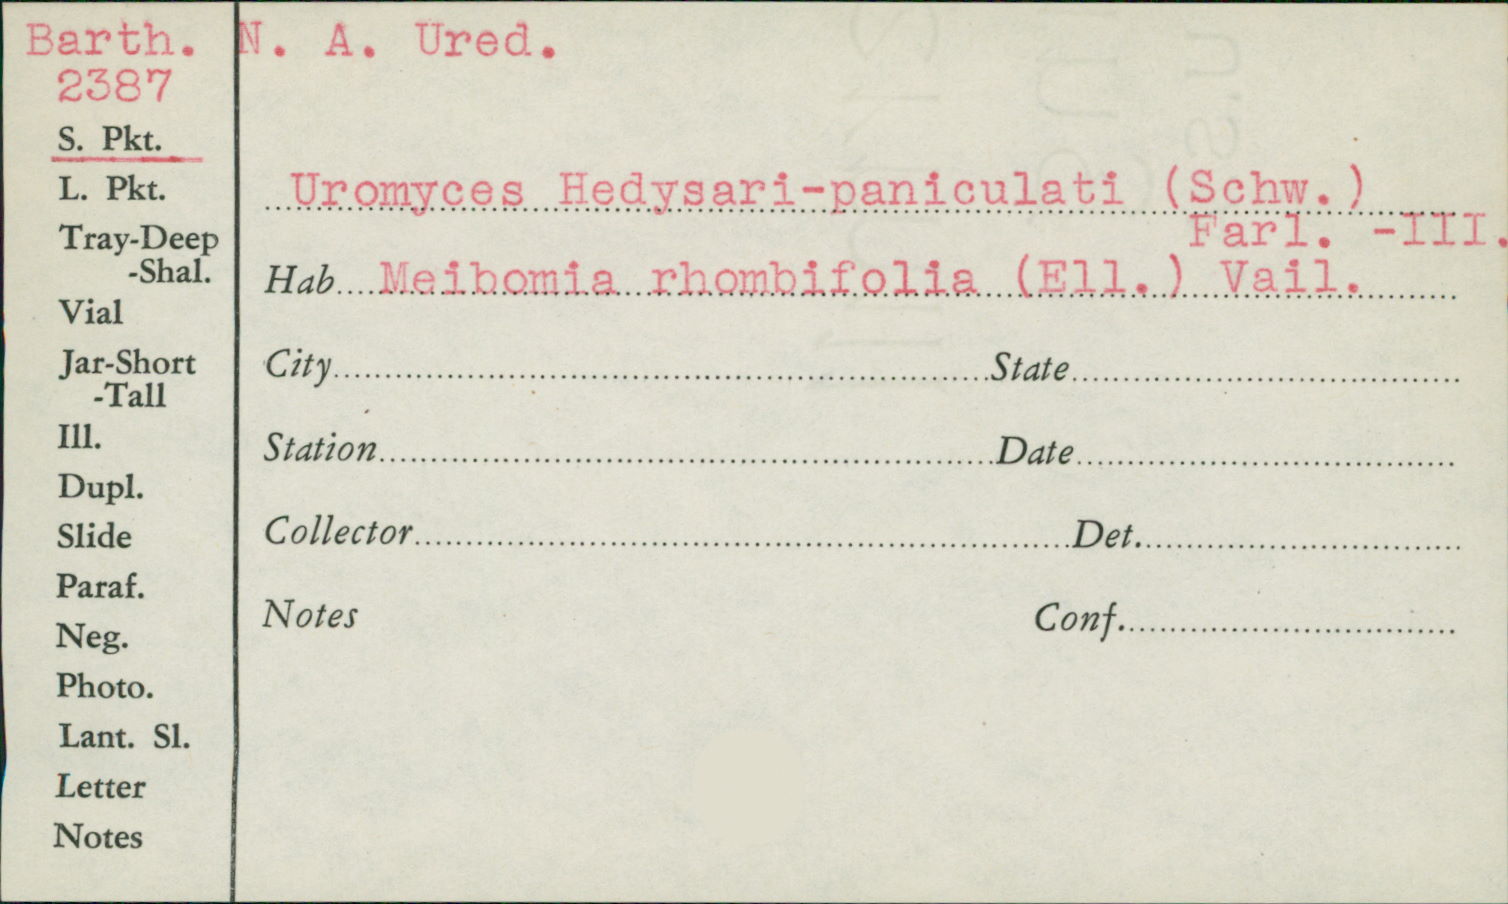 Barth. N. A. Ured.
2387
S. Pkt.
L. Pkt.
Tray-Deep
-Shal.
Vial
Jar-Short
-Tall
Ill.
Dupl.
Slide
Paraf.
Neg.
Photo.
Lant. Sl.
Letter
Notes
Uromyces Hedysari-paniculati (Schw.)
Farl. -III.
Hab....Meibomia rhombifolia (Ell.) Vail.
City........State........
Station........Date........
Collector........Det.........
Notes Conf.........